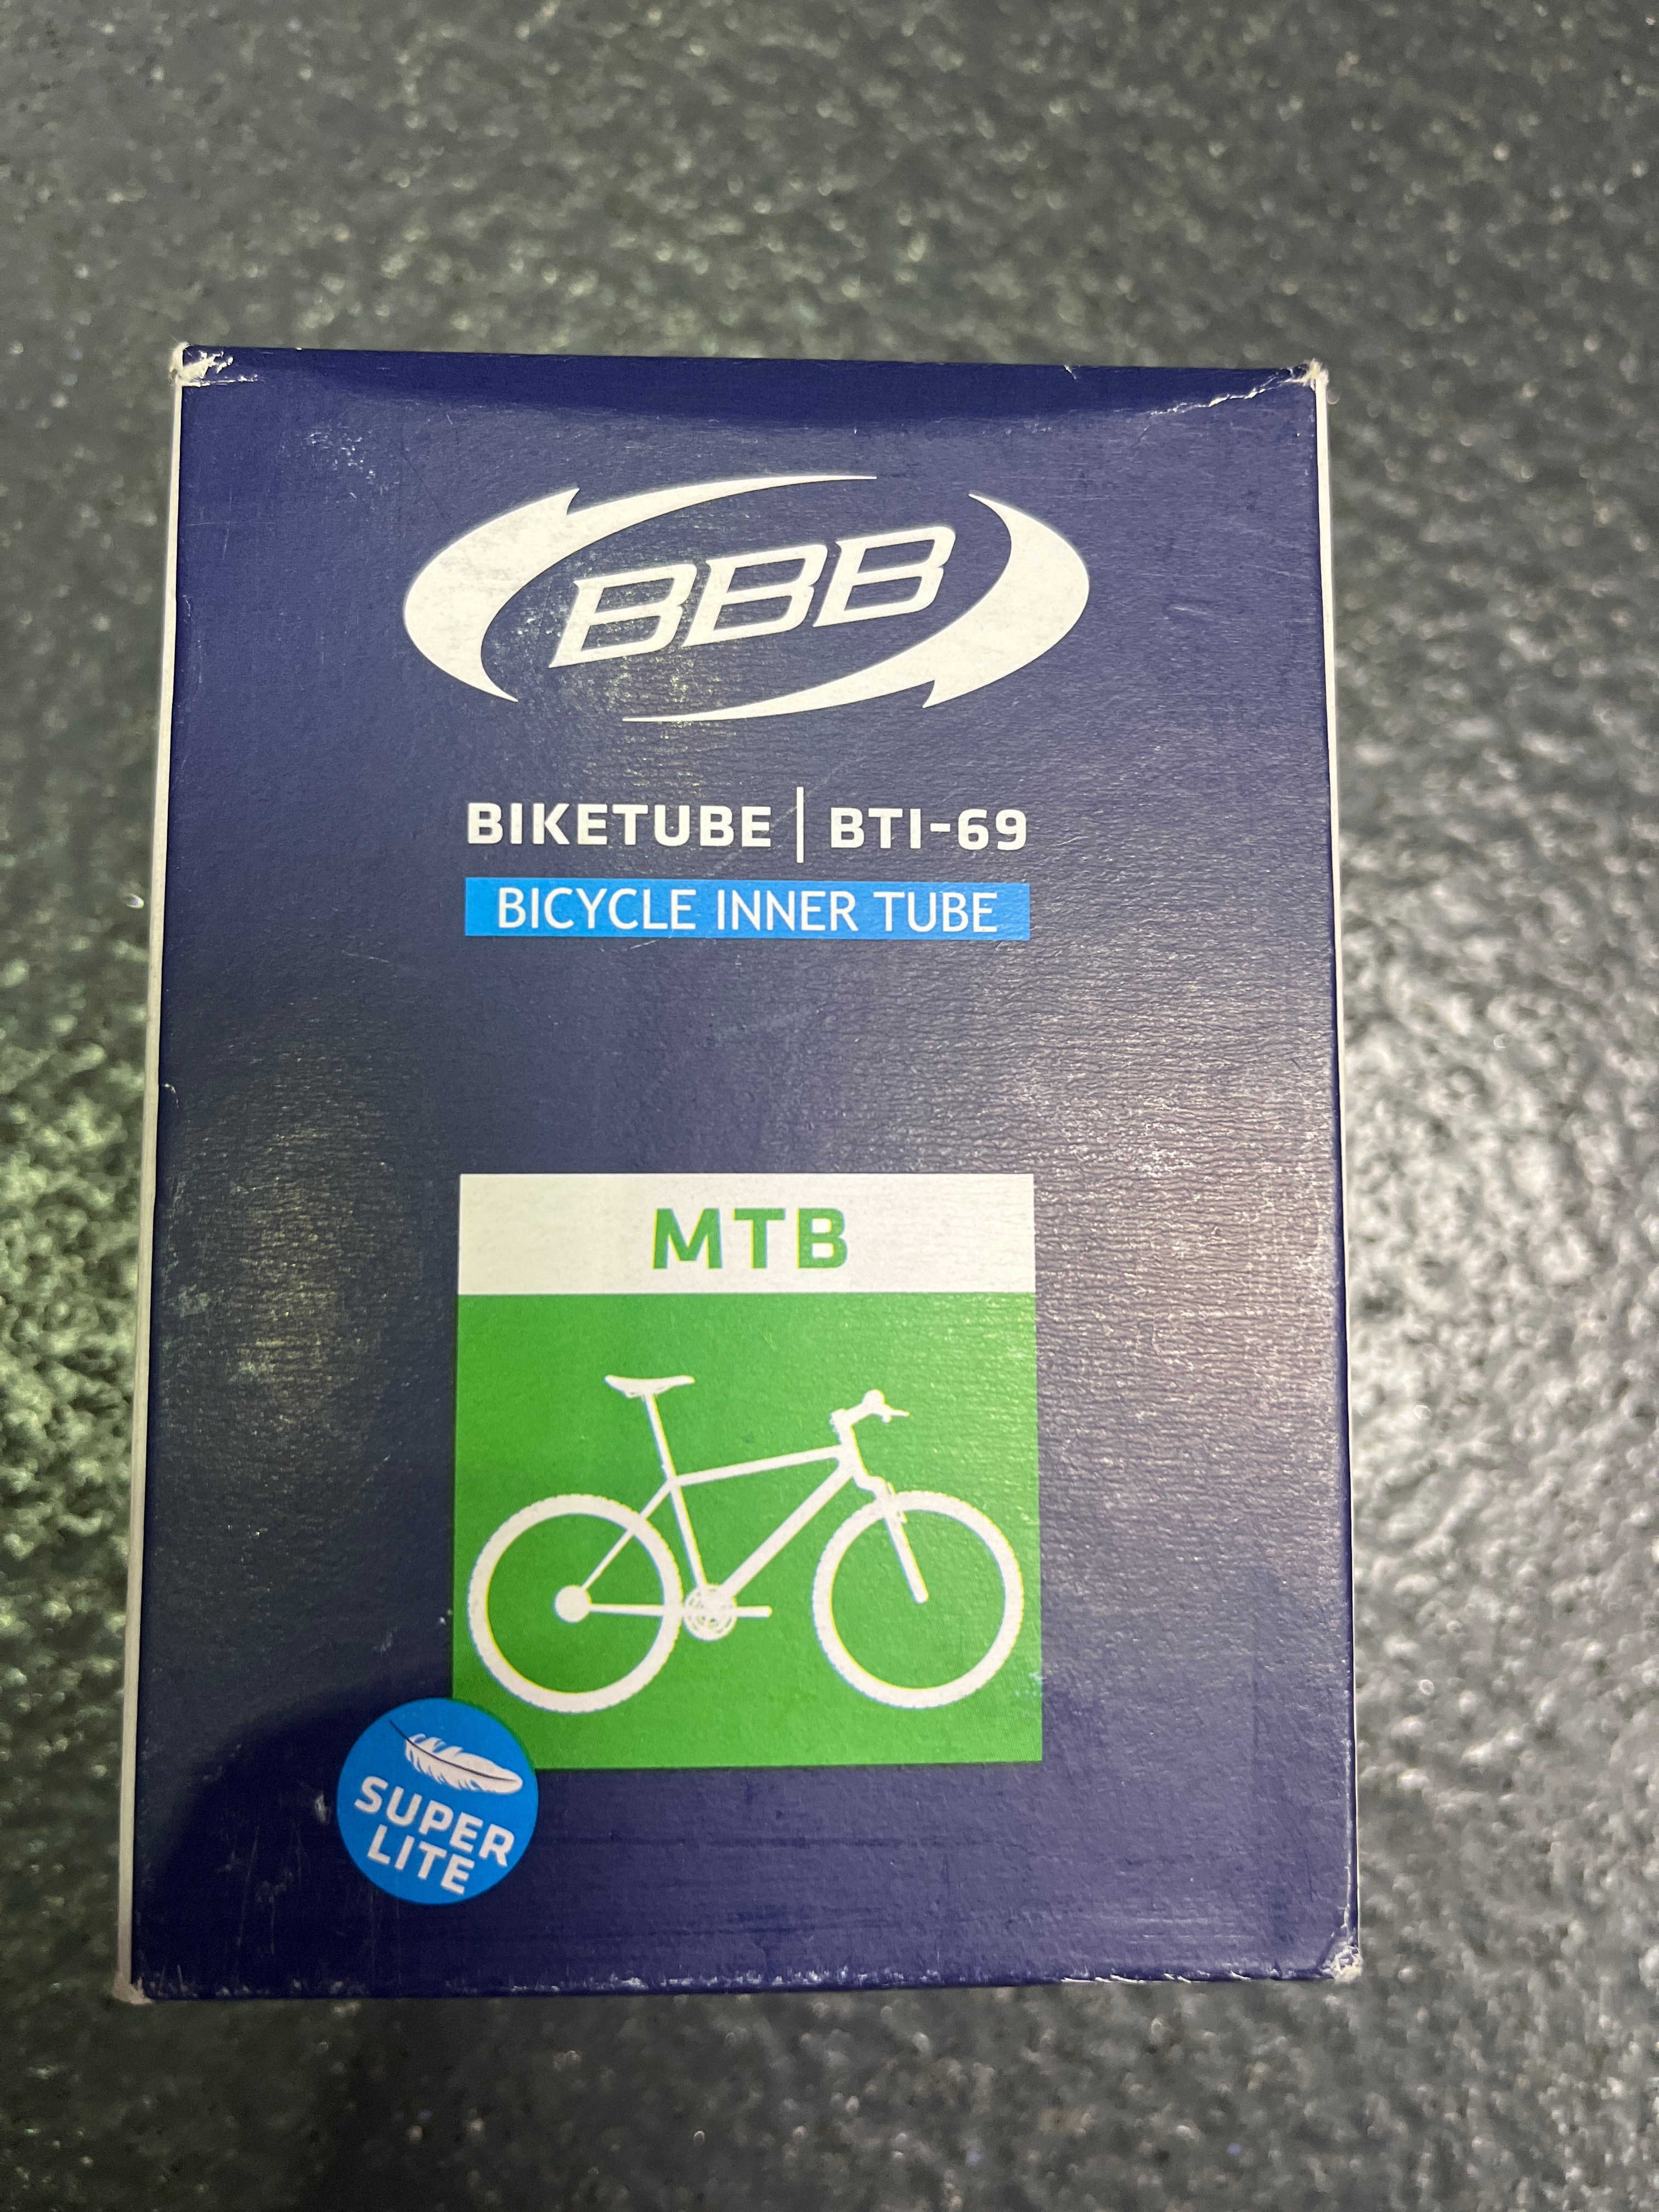 BBB
BIKETUBE | BTI-69
BICYCLE INNER TUBE
MTB
SUPER
LITE